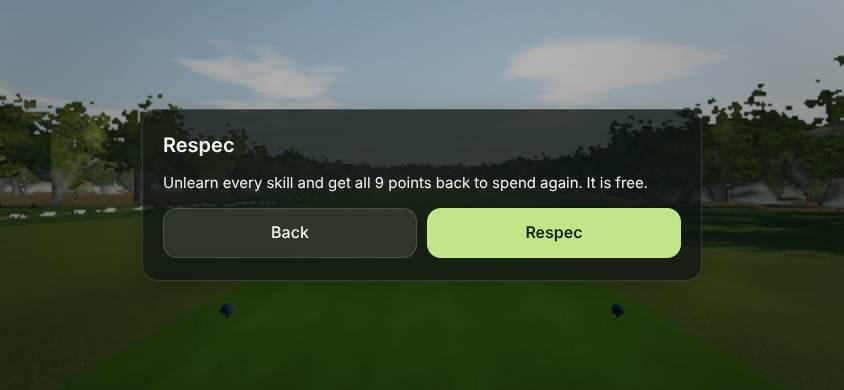 Respec
Unlearn every skill and get all 9 points back to spend again. It is free.
Back
Respec